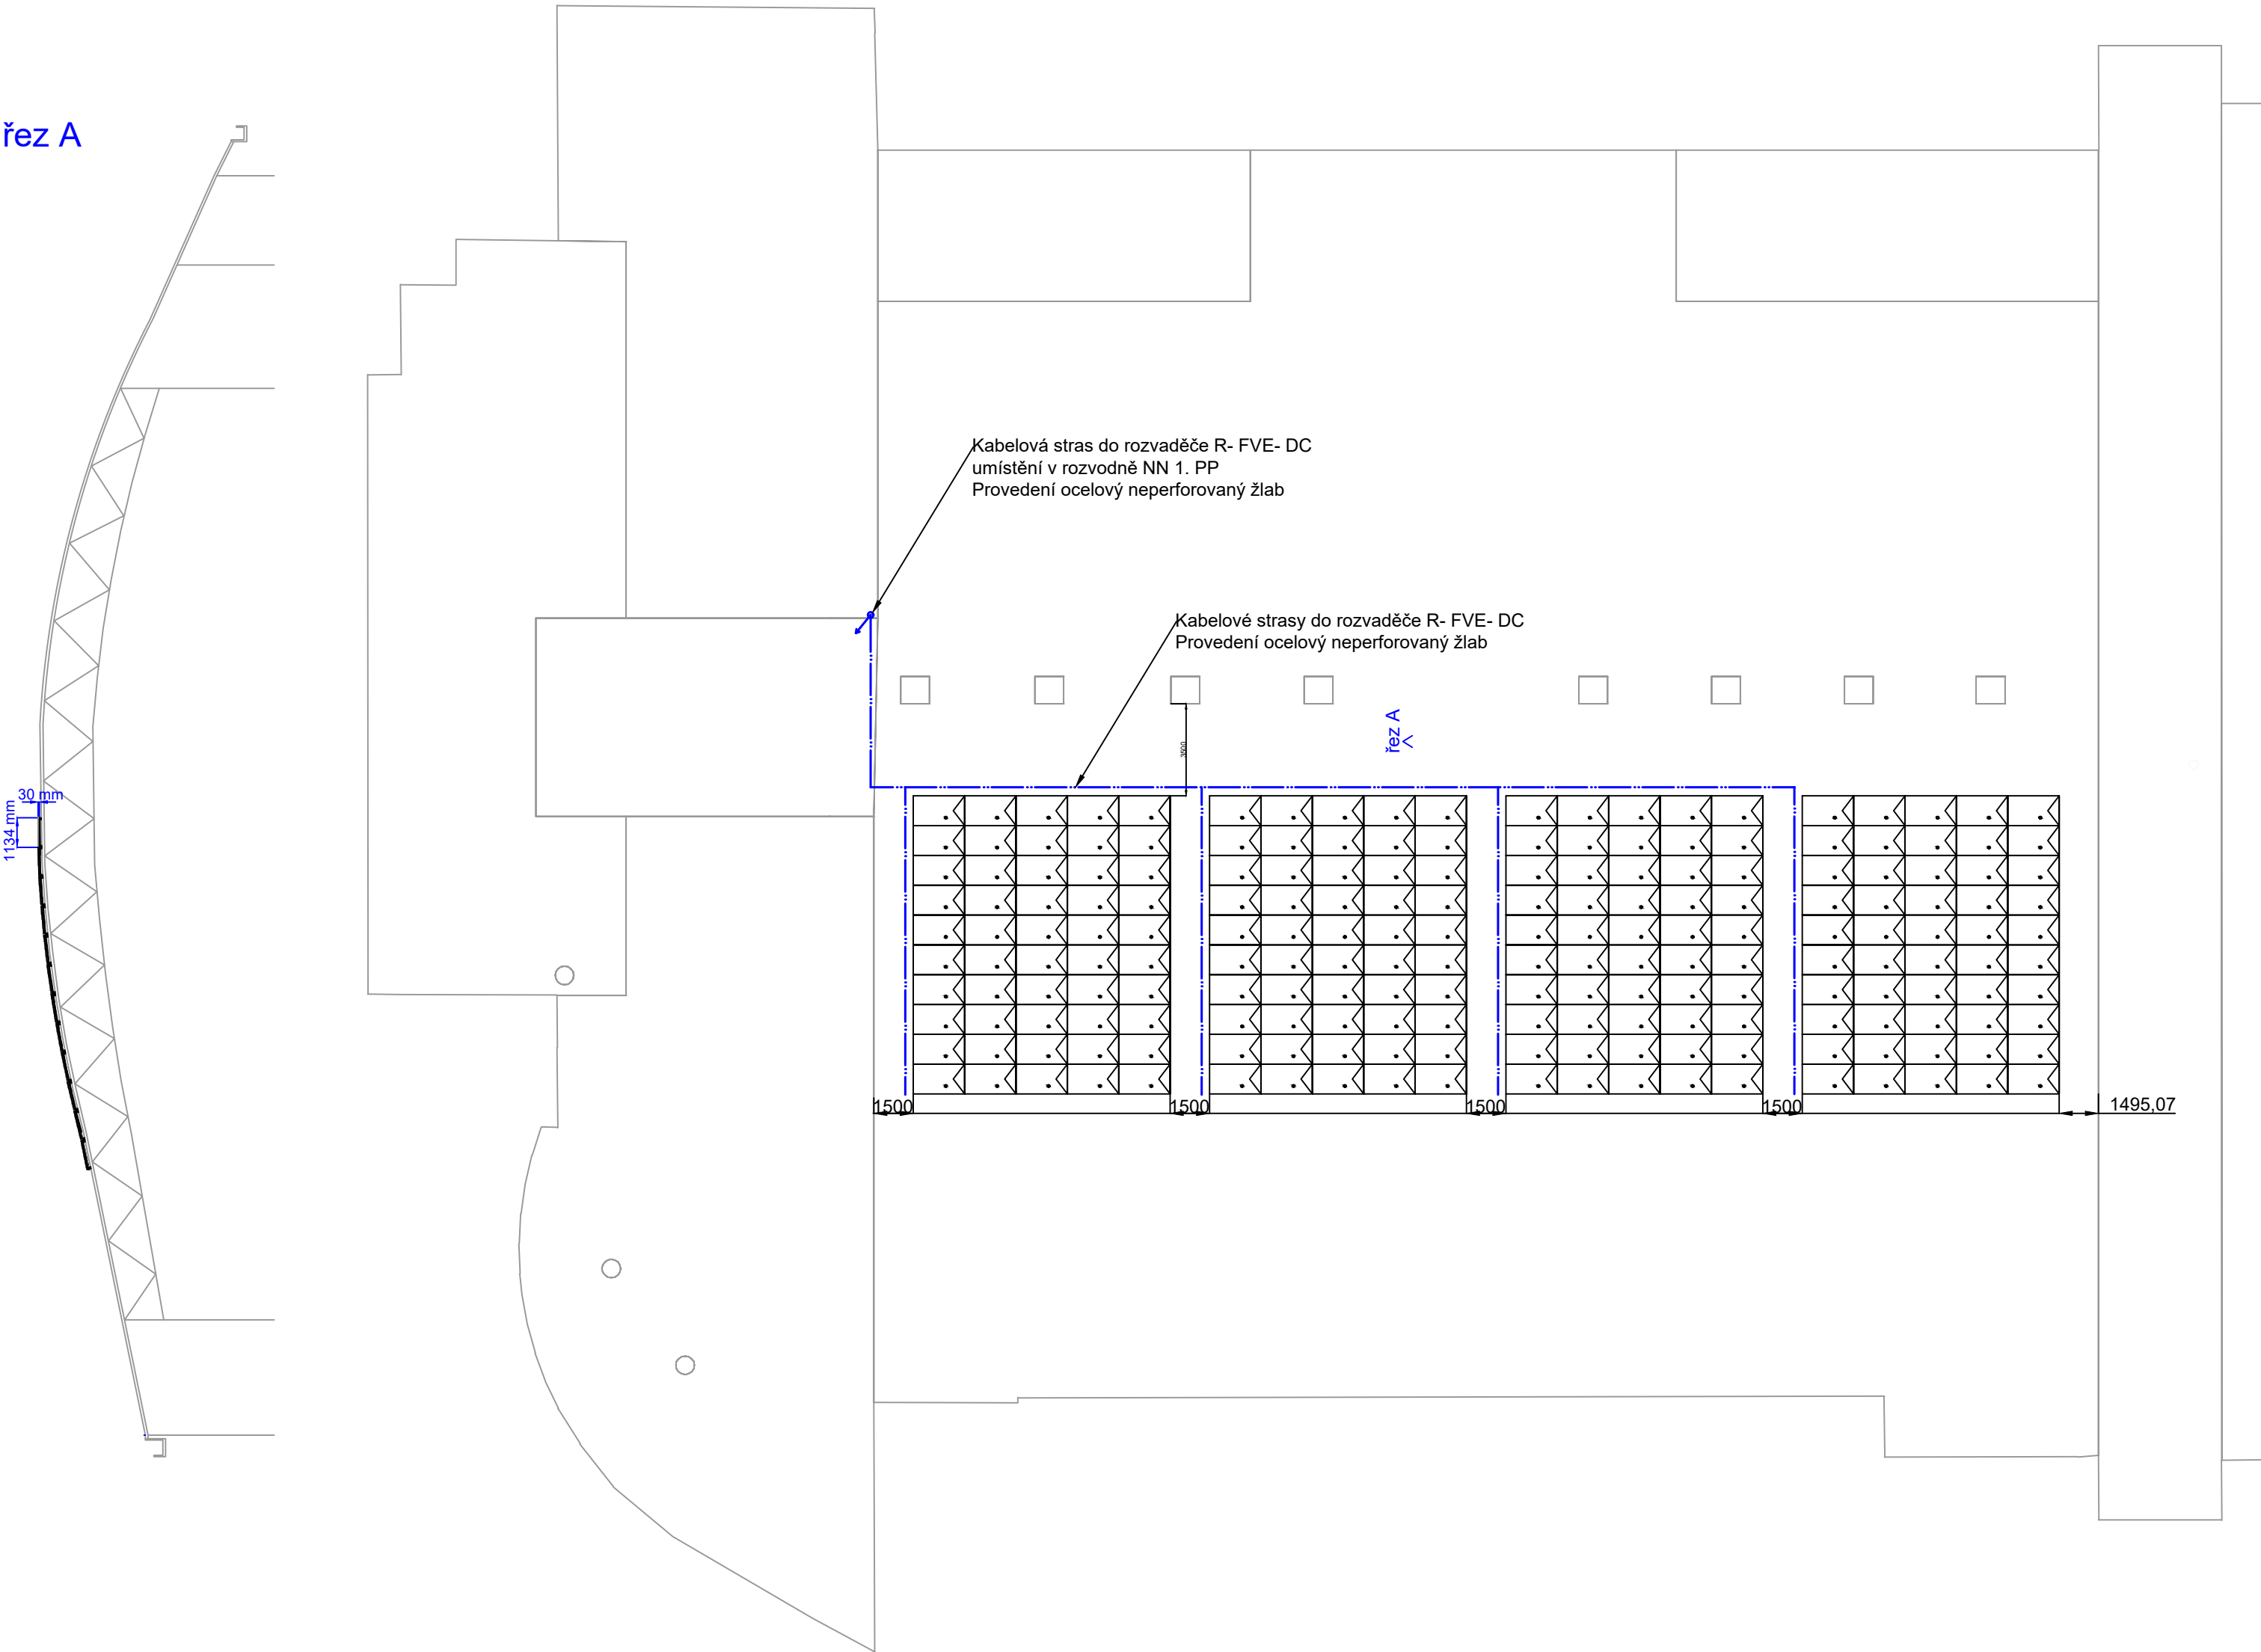 řez A
Kabelová stras do rozvaděče R- FVE- DC
umístění v rozvodně NN 1. PP
Provedení ocelový neperforovaný žlab
Kabelové strasy do rozvaděče R- FVE- DC
Provedení ocelový neperforovaný žlab
řez A
3500
30 mm
1134 mm
1500
1500
1500
1500
1495,07